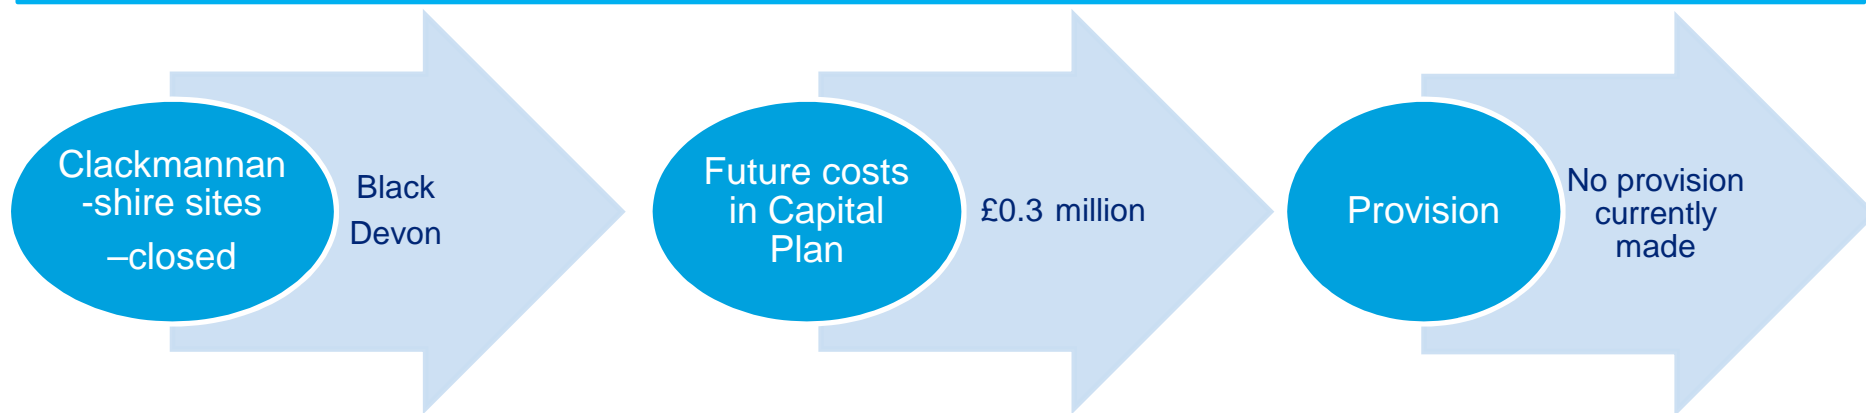 Clackmannan
-shire sites
–closed
Black
Devon
Future costs
in Capital
Plan
£0.3 million
Provision
No provision
currently
made